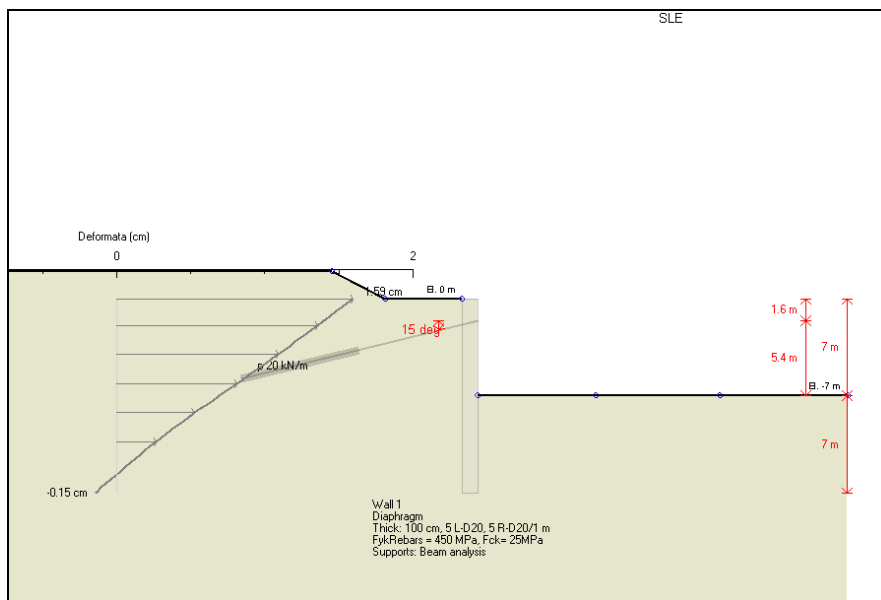 SLE
Deformata (cm)
0
2
1.59 cm
El. 0 m
1.6 m
15 deg
7 m
p 20 kN/m
5.4 m
El. -7 m
7 m
-0.15 cm
Wall 1
Diaphragm
Thick: 100 cm, 5 L-D20, 5 R-D20/1 m
FykRebars = 450 MPa, Fck= 25MPa
Supports: Beam analysis